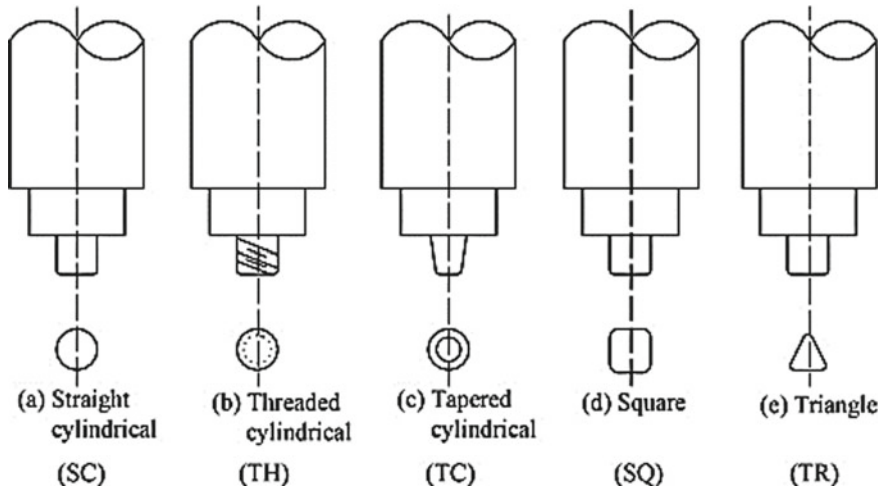 (a) Straight cylindrical
(b) Threaded cylindrical
(c) Tapered cylindrical
(d) Square
(e) Triangle
(SC)
(TH)
(TC)
(SQ)
(TR)